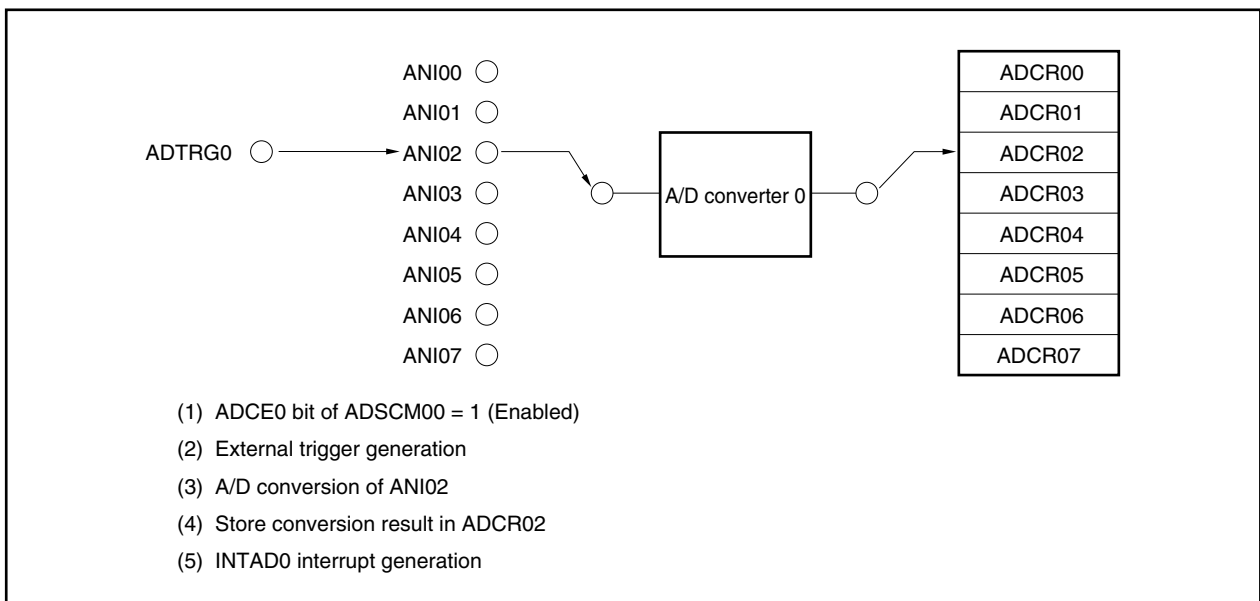 ANI00
ADCR00
ANI01
ADCR01
ADTRG0
ANI02
ADCR02
ANI03
A/D converter 0
ADCR03
ANI04
ADCR04
ANI05
ADCR05
ANI06
ADCR06
ANI07
ADCR07
(1) ADCE0 bit of ADSCM00 = 1 (Enabled)
(2) External trigger generation
(3) A/D conversion of ANI02
(4) Store conversion result in ADCR02
(5) INTAD0 interrupt generation